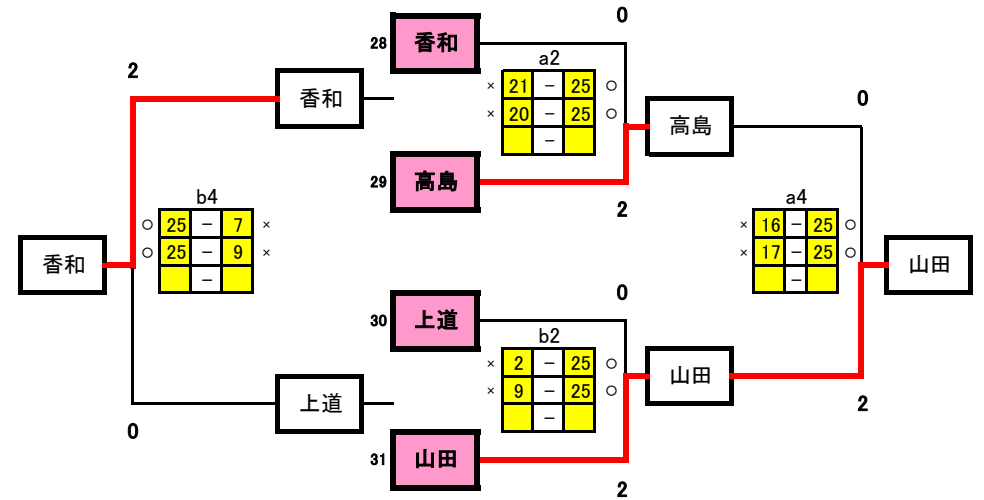 0
28 香和
a2
2
香和
× 21 － 25 ○
× 20 － 25 ○
－
高島
0
29 高島
2
b4
○ 25 － 7 ×
○ 25 － 9 ×
－
a4
× 16 － 25 ○
× 17 － 25 ○
－
香和
山田
0
30 上道
b2
× 2 － 25 ○
× 9 － 25 ○
－
山田
上道
2
0
31 山田
2